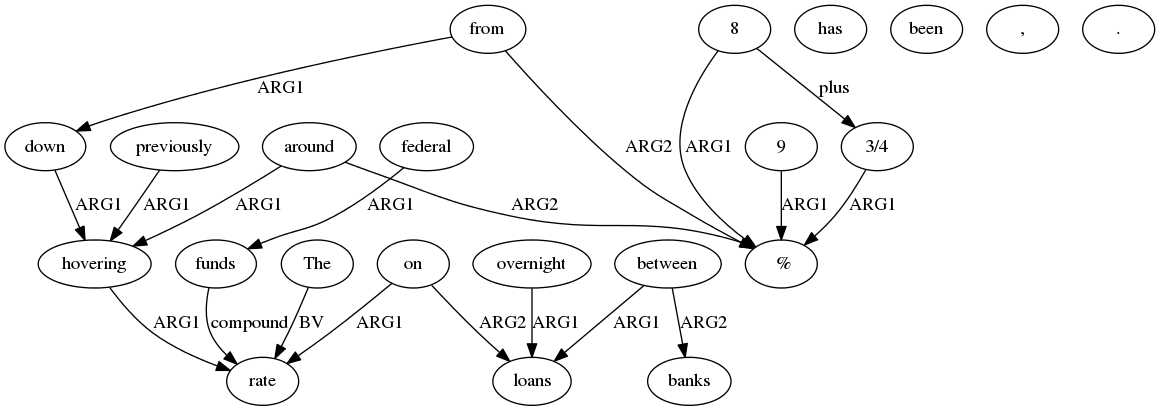 from 8 has been , .
ARG1 plus
down previously around federal ARG2 ARG1 9 3/4
ARG1 ARG1 ARG1 ARG1 ARG2 ARG1 ARG1
hovering funds The on overnight between %
ARG1 compound BV ARG1 ARG2 ARG1 ARG1 ARG2
rate loans banks